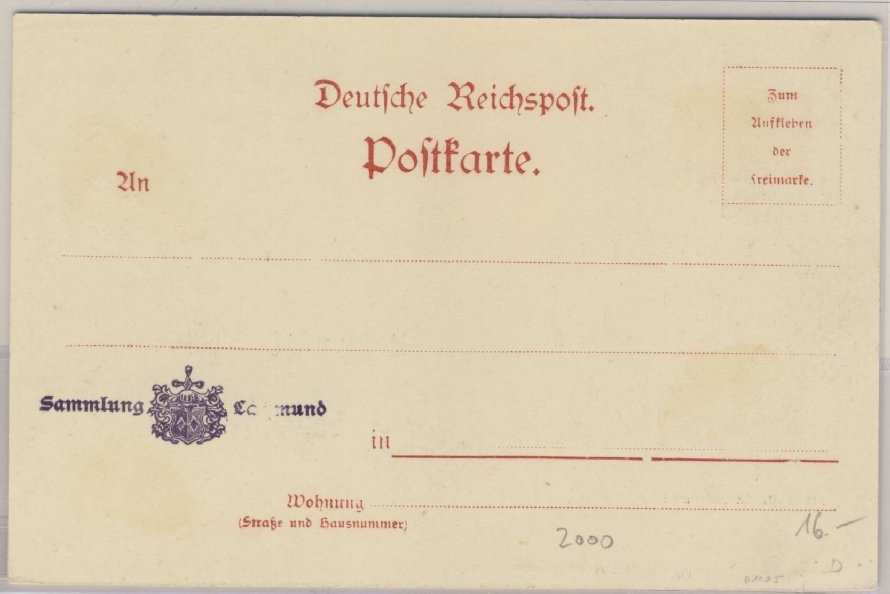 Deutsche Reichspost.
Postkarte.
Zum
Aufkleben
der
Freimarke.
An
Sammlung
in
Wohnung
(Straße und Hausnummer)
2000
16.-
D